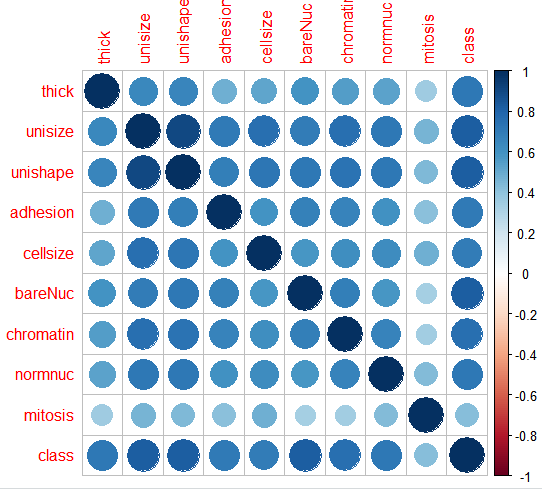 thick unisize unishape adhesion cellsize bareNuc chromatin normnuc mitosis class
thick
unisize
unishape
adhesion
cellsize
bareNuc
chromatin
normnuc
mitosis
class
1
0.8
0.6
0.4
0.2
0
-0.2
-0.4
-0.6
-0.8
-1